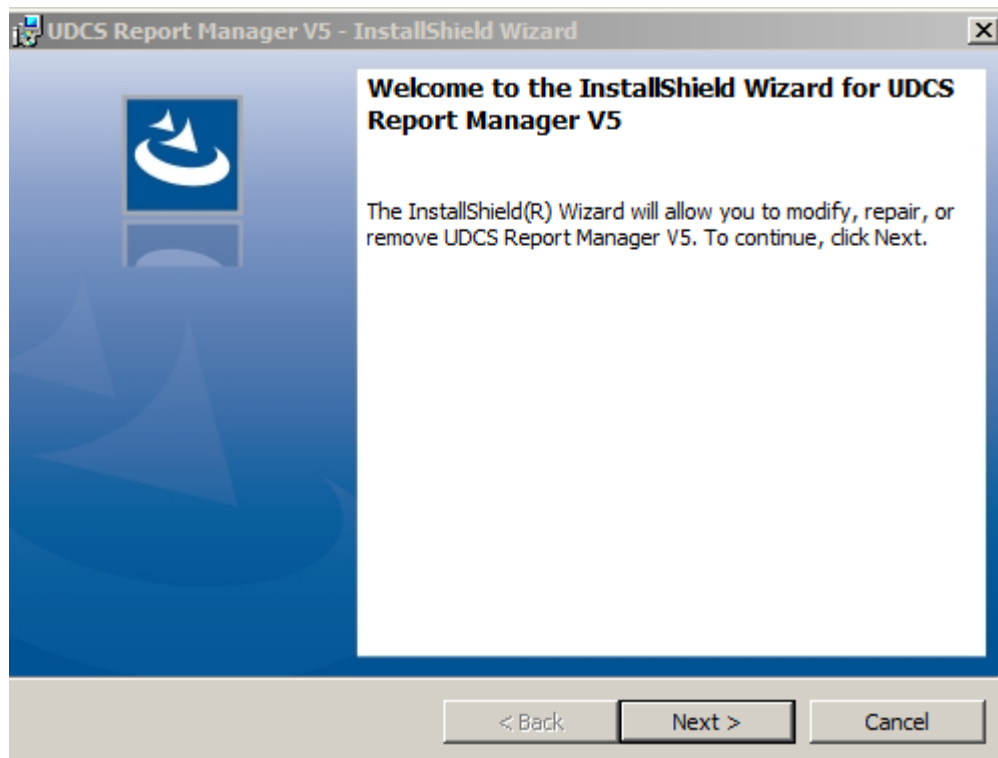 UDCS Report Manager V5 - InstallShield Wizard
Welcome to the InstallShield Wizard for UDCS
Report Manager V5
The InstallShield(R) Wizard will allow you to modify, repair, or
remove UDCS Report Manager V5. To continue, click Next.
< Back
Next >
Cancel